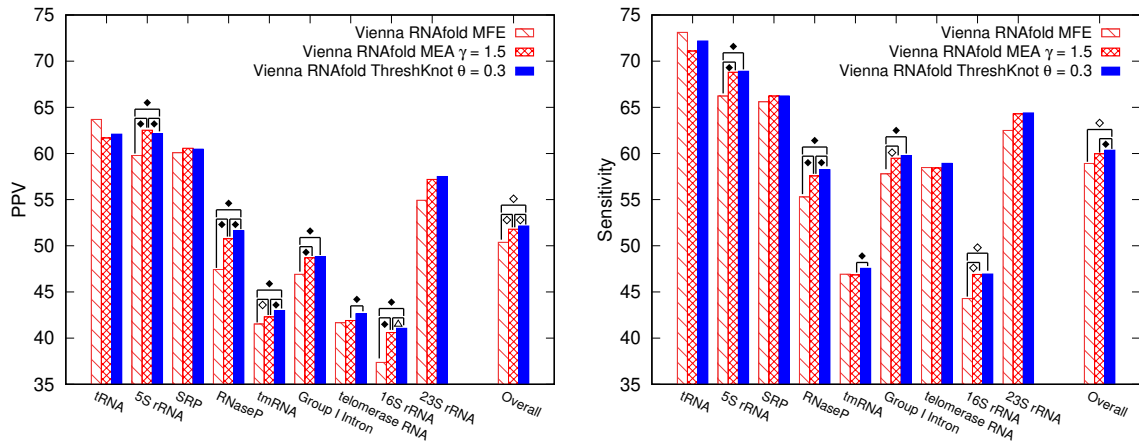 Vienna RNAfold MFE
Vienna RNAfold MEA γ = 1.5
Vienna RNAfold ThreshKnot θ = 0.3
PPV
75
70
65
60
55
50
45
40
35
tRNA
5S rRNA
SRP
RNaseP
tmRNA
Group I Intron
telomerase RNA
16S rRNA
23S rRNA
Overall
Vienna RNAfold MFE
Vienna RNAfold MEA γ = 1.5
Vienna RNAfold ThreshKnot θ = 0.3
Sensitivity
75
70
65
60
55
50
45
40
35
tRNA
5S rRNA
SRP
RNaseP
tmRNA
Group I Intron
telomerase RNA
16S rRNA
23S rRNA
Overall